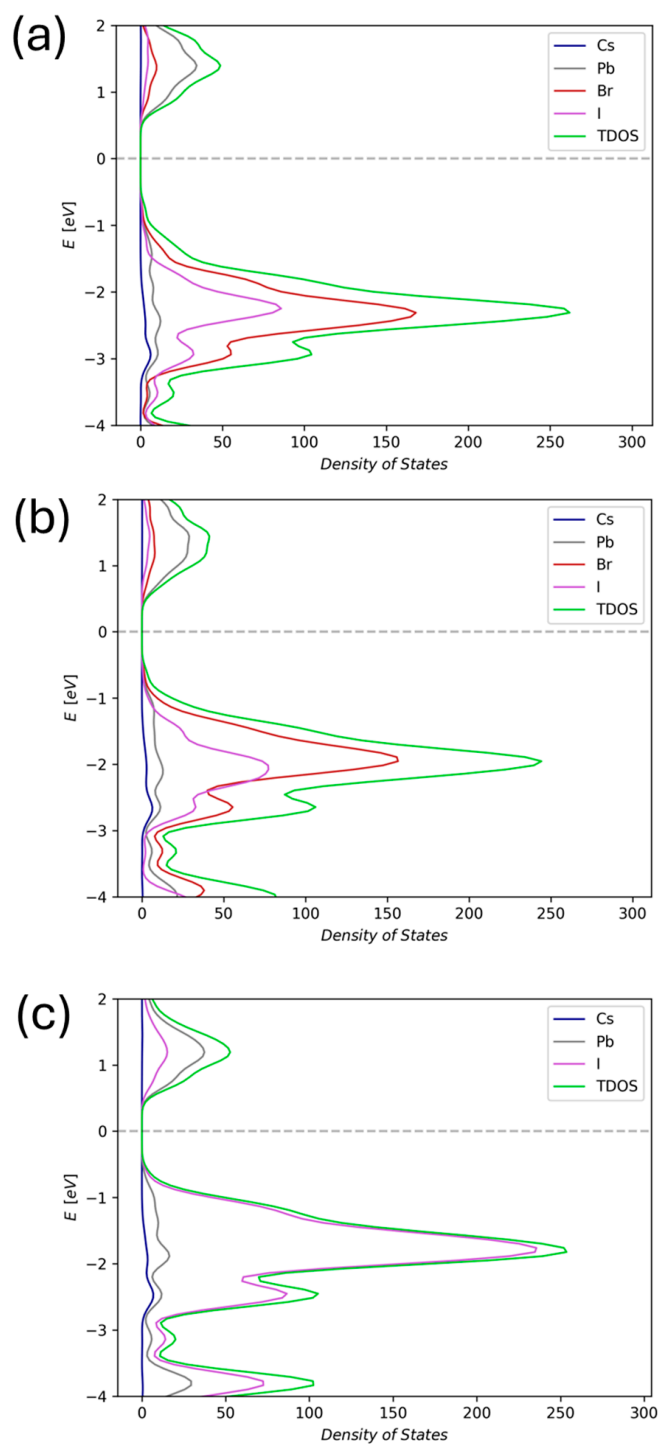 (a)
2
1
0
−1
−2
−3
−4
E [eV]
0 50 100 150 200 250 300
Density of States
Cs
Pb
Br
I
TDOS
(b)
2
1
0
−1
−2
−3
−4
E [eV]
0 50 100 150 200 250 300
Density of States
Cs
Pb
Br
I
TDOS
(c)
2
1
0
−1
−2
−3
−4
E [eV]
0 50 100 150 200 250 300
Density of States
Cs
Pb
I
TDOS